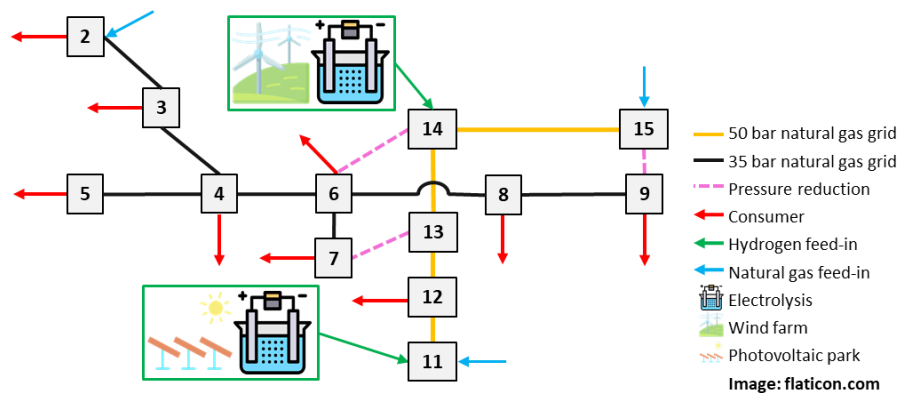 2
+ -
3
14
15
50 bar natural gas grid
35 bar natural gas grid
5
4
6
8
9
Pressure reduction
Consumer
13
Hydrogen feed-in
7
Natural gas feed-in
+ -
12
Electrolysis
Wind farm
11
Photovoltaic park
Image: flaticon.com